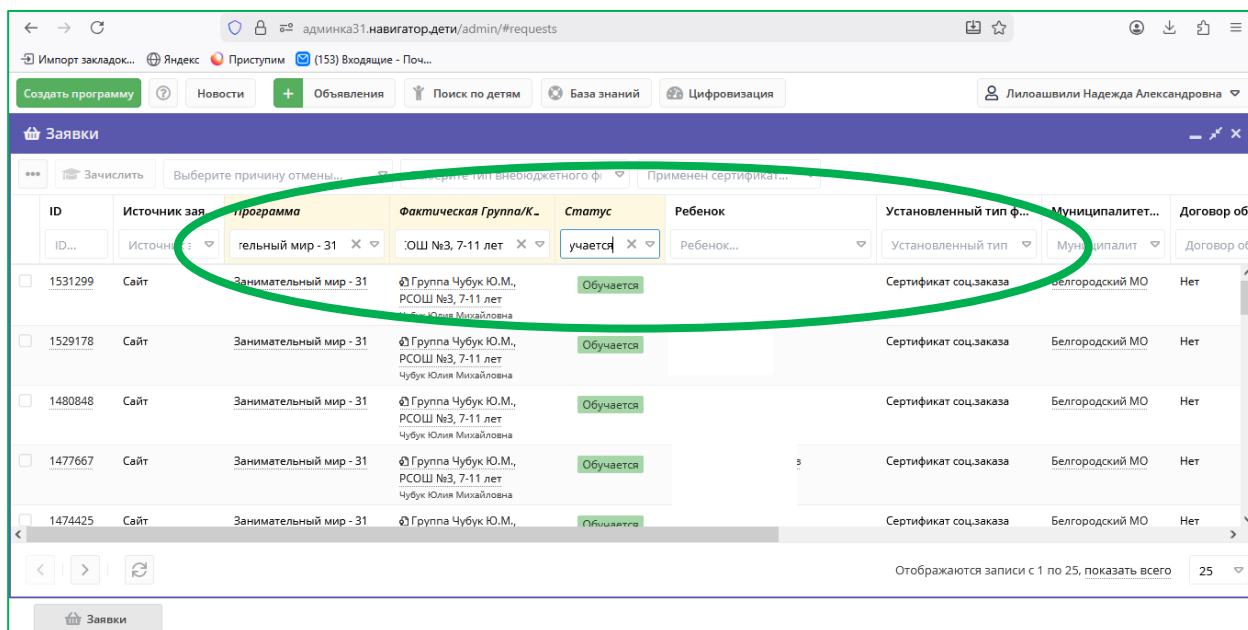 админка31.навигатор.дети/admin/#requests
Импорт закладок... Яндекс Приступим (153) Входящие - Поч...
Создать программу ? Новости + Объявления Поиск по детям База знаний Цифровизация Лилоашвили Надежда Александровна
Заявки
Зачислить Выберите причину отмены... Выберите тип внебюджетного ф Применен сертификат...
ID Источник зая Программа Фактическая Группа/К... Статус Ребенок Установленный тип ф... Муниципалитет... Договор об
ID... Источник з тельный мир - 31 ОШ №3, 7-11 лет учается Ребенок... Установленный тип Муниципалит Договор об
1531299 Сайт Занимательный мир - 31 Группа Чубук Ю.М., Обучается Сертификат соц.заказа Белгородский МО Нет
РСОШ №3, 7-11 лет
Чубук Юлия Михайловна
1529178 Сайт Занимательный мир - 31 Группа Чубук Ю.М., Обучается Сертификат соц.заказа Белгородский МО Нет
РСОШ №3, 7-11 лет
Чубук Юлия Михайловна
1480848 Сайт Занимательный мир - 31 Группа Чубук Ю.М., Обучается Сертификат соц.заказа Белгородский МО Нет
РСОШ №3, 7-11 лет
Чубук Юлия Михайловна
1477667 Сайт Занимательный мир - 31 Группа Чубук Ю.М., Обучается Сертификат соц.заказа Белгородский МО Нет
РСОШ №3, 7-11 лет
Чубук Юлия Михайловна
1474425 Сайт Занимательный мир - 31 Группа Чубук Ю.М., Обучается Сертификат соц.заказа Белгородский МО Нет
Отображаются записи с 1 по 25, показать всего 25
Заявки